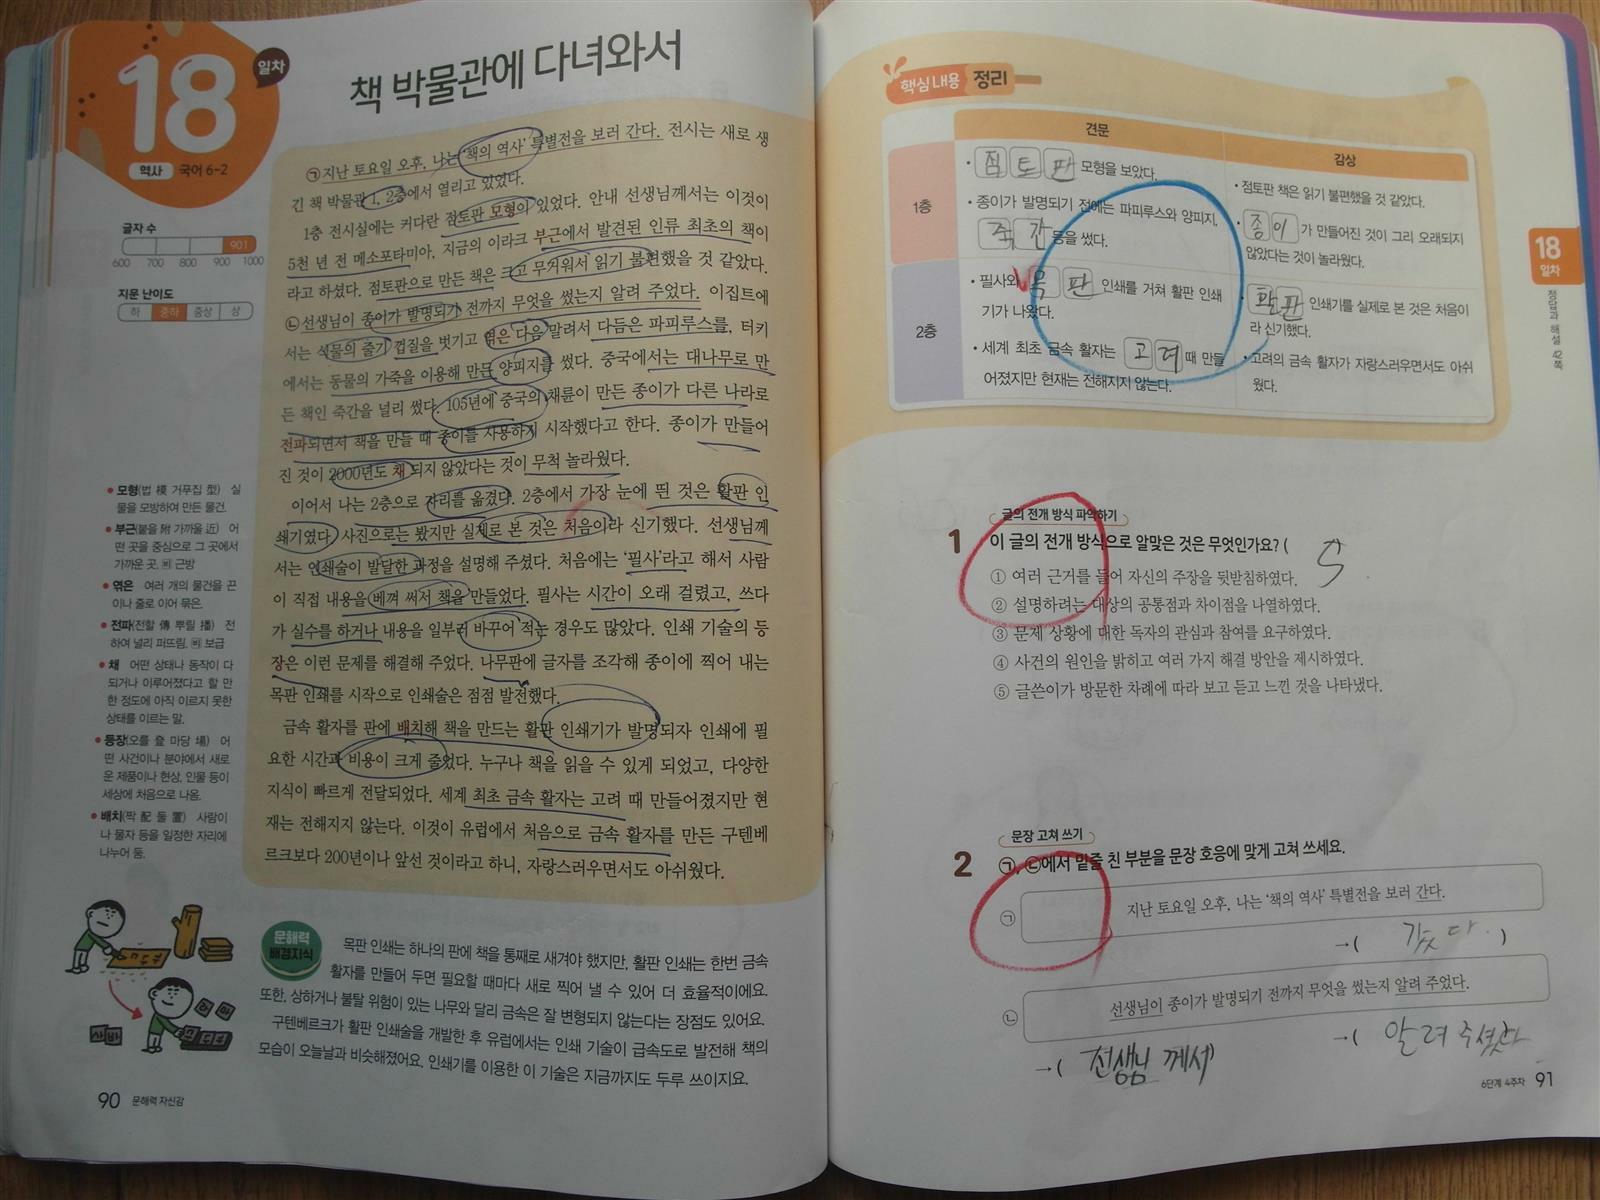 18
일차
역사 국어 6-2
책 박물관에 다녀와서
글자 수
901
600 700 800 900 1000
지문 난이도
하 중하 중상 상
㉠지난 토요일 오후, 나는 '책의 역사' 특별전을 보러 간다. 전시는 새로 생
긴 책 박물관 1, 2층에서 열리고 있었다.
1층 전시실에는 커다란 점토판 모형이 있었다. 안내 선생님께서는 이것이
5천 년 전 메소포타미아, 지금의 이라크 부근에서 발견된 인류 최초의 책이
라고 하셨다. 점토판으로 만든 책은 크고 무거워서 읽기 불편했을 것 같았다.
㉡선생님이 종이가 발명되기 전까지 무엇을 썼는지 알려 주었다. 이집트에
서는 식물의 줄기 껍질을 벗기고 엮은 다음 말려서 다듬은 파피루스를, 터키
에서는 동물의 가죽을 이용해 만든 양피지를 썼다. 중국에서는 대나무로 만
든 책인 죽간을 널리 썼다. 105년에 중국의 채륜이 만든 종이가 다른 나라로
전파되면서 책을 만들 때 종이를 사용하기 시작했다고 한다. 종이가 만들어
진 것이 2000년도 채 되지 않았다는 것이 무척 놀라웠다.
이어서 나는 2층으로 자리를 옮겼다. 2층에서 가장 눈에 띈 것은 활판 인
쇄기였다. 사진으로는 봤지만 실제로 본 것은 처음이라 신기했다. 선생님께
서는 인쇄술이 발달한 과정을 설명해 주셨다. 처음에는 '필사'라고 해서 사람
이 직접 내용을 베껴 써서 책을 만들었다. 필사는 시간이 오래 걸렸고, 쓰다
가 실수를 하거나 내용을 일부러 바꾸어 적는 경우도 많았다. 인쇄 기술의 등
장은 이런 문제를 해결해 주었다. 나무판에 글자를 조각해 종이에 찍어 내는
목판 인쇄를 시작으로 인쇄술은 점점 발전했다.
금속 활자를 판에 배치해 책을 만드는 활판 인쇄기가 발명되자 인쇄에 필
요한 시간과 비용이 크게 줄었다. 누구나 책을 읽을 수 있게 되었고, 다양한
지식이 빠르게 전달되었다. 세계 최초 금속 활자는 고려 때 만들어졌지만 현
재는 전해지지 않는다. 이것이 유럽에서 처음으로 금속 활자를 만든 구텐베
르크보다 200년이나 앞선 것이라고 하니, 자랑스러우면서도 아쉬웠다.
• 모형(법 模 거푸집 型) 실
물을 모방하여 만든 물건.
• 부근(붙을 附 가까울 近) 어
떤 곳을 중심으로 그 곳에서
가까운 곳. 비 근방
• 엮은 여러 개의 물건을 끈
이나 줄로 이어 묶은.
• 전파(전할 傳 뿌릴 播) 전
하여 널리 퍼뜨림. 비 보급
• 채 어떤 상태나 동작이 다
되거나 이루어졌다고 할 만
한 정도에 아직 이르지 못한
상태를 이르는 말.
• 등장(오를 登 마당 場) 어
떤 사건이나 분야에서 새로
운 제품이나 현상, 인물 등이
세상에 처음으로 나옴.
• 배치(짝 配 둘 置) 사람이
나 물자 등을 일정한 자리에
나누어 둠.
문해력
배경지식
목판 인쇄는 하나의 판에 책을 통째로 새겨야 했지만, 활판 인쇄는 한번 금속
활자를 만들어 두면 필요할 때마다 새로 찍어 낼 수 있어 더 효율적이에요.
또한, 상하거나 불탈 위험이 있는 나무와 달리 금속은 잘 변형되지 않는다는 장점도 있어요.
구텐베르크가 활판 인쇄술을 개발한 후 유럽에서는 인쇄 기술이 급속도로 발전해 책의
모습이 오늘날과 비슷해졌어요. 인쇄기를 이용한 이 기술은 지금까지도 두루 쓰이지요.
90 문해력 자신감
핵심 내용 정리
견문 감상
1층
• 점토판 모형을 보았다.
• 종이가 발명되기 전에는 파피루스와 양피지,
죽간 등을 썼다.
• 점토판 책은 읽기 불편했을 것 같았다.
• 종이가 만들어진 것이 그리 오래되지
않았다는 것이 놀라웠다.
2층
• 필사와 목판 인쇄를 거쳐 활판 인쇄
기가 나왔다.
• 세계 최초 금속 활자는 고려 때 만들
어졌지만 현재는 전해지지 않는다.
• 활판 인쇄기를 실제로 본 것은 처음이
라 신기했다.
• 고려의 금속 활자가 자랑스러우면서도 아쉬
웠다.
18
일차
정답과 해설 42쪽
글의 전개 방식 파악하기
1 이 글의 전개 방식으로 알맞은 것은 무엇인가요? ( 5
① 여러 근거를 들어 자신의 주장을 뒷받침하였다.
② 설명하려는 대상의 공통점과 차이점을 나열하였다.
③ 문제 상황에 대한 독자의 관심과 참여를 요구하였다.
④ 사건의 원인을 밝히고 여러 가지 해결 방안을 제시하였다.
⑤ 글쓴이가 방문한 차례에 따라 보고 듣고 느낀 것을 나타냈다.
문장 고쳐 쓰기
2 ㉠, ㉡에서 밑줄 친 부분을 문장 호응에 맞게 고쳐 쓰세요.
㉠ 지난 토요일 오후, 나는 '책의 역사' 특별전을 보러 간다.
→( 갔다. )
㉡ 선생님이 종이가 발명되기 전까지 무엇을 썼는지 알려 주었다.
→( 선생님 께서 →( 알려 주셨다
6단계 4주차 91